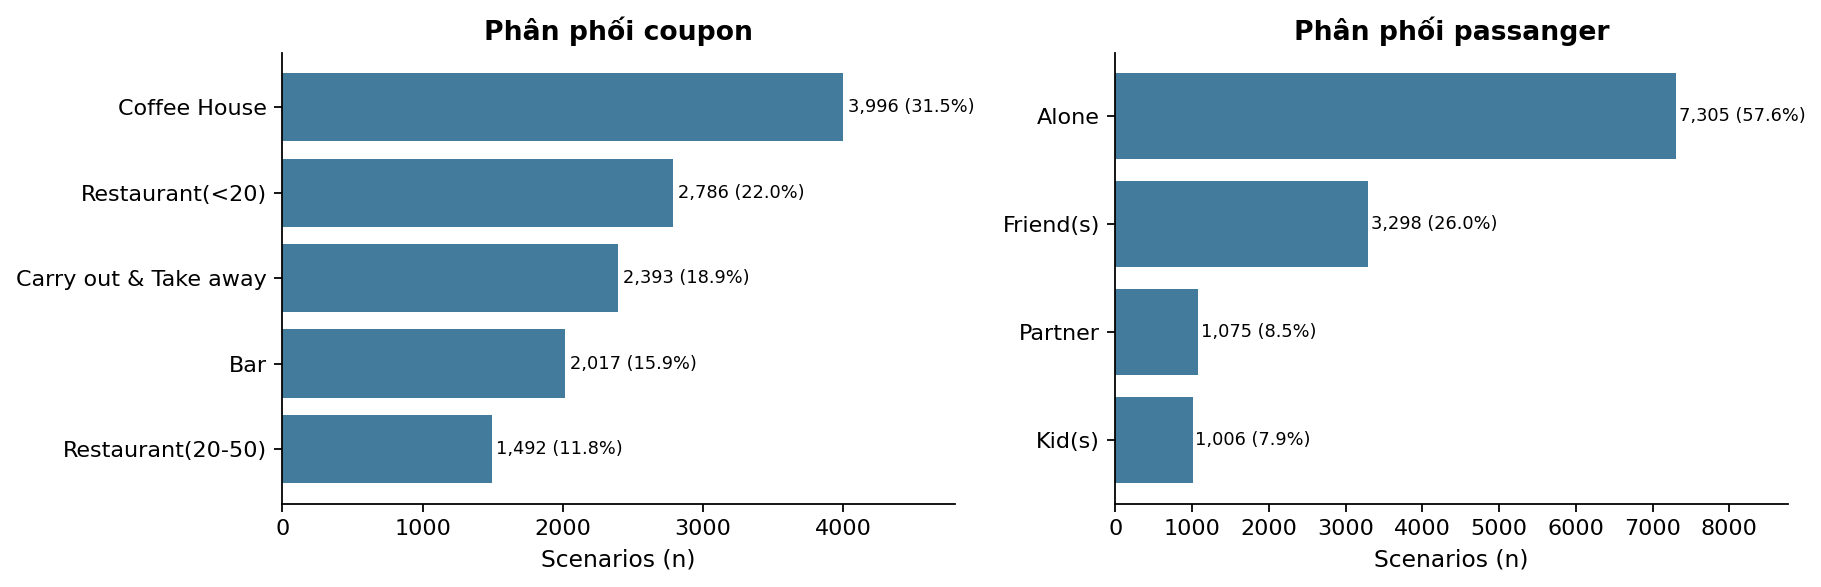 Phân phối coupon
Coffee House
3,996 (31.5%)
Restaurant(<20)
2,786 (22.0%)
Carry out & Take away
2,393 (18.9%)
Bar
2,017 (15.9%)
Restaurant(20-50)
1,492 (11.8%)
0 1000 2000 3000 4000
Scenarios (n)
Phân phối passanger
Alone
7,305 (57.6%)
Friend(s)
3,298 (26.0%)
Partner
1,075 (8.5%)
Kid(s)
1,006 (7.9%)
0 1000 2000 3000 4000 5000 6000 7000 8000
Scenarios (n)